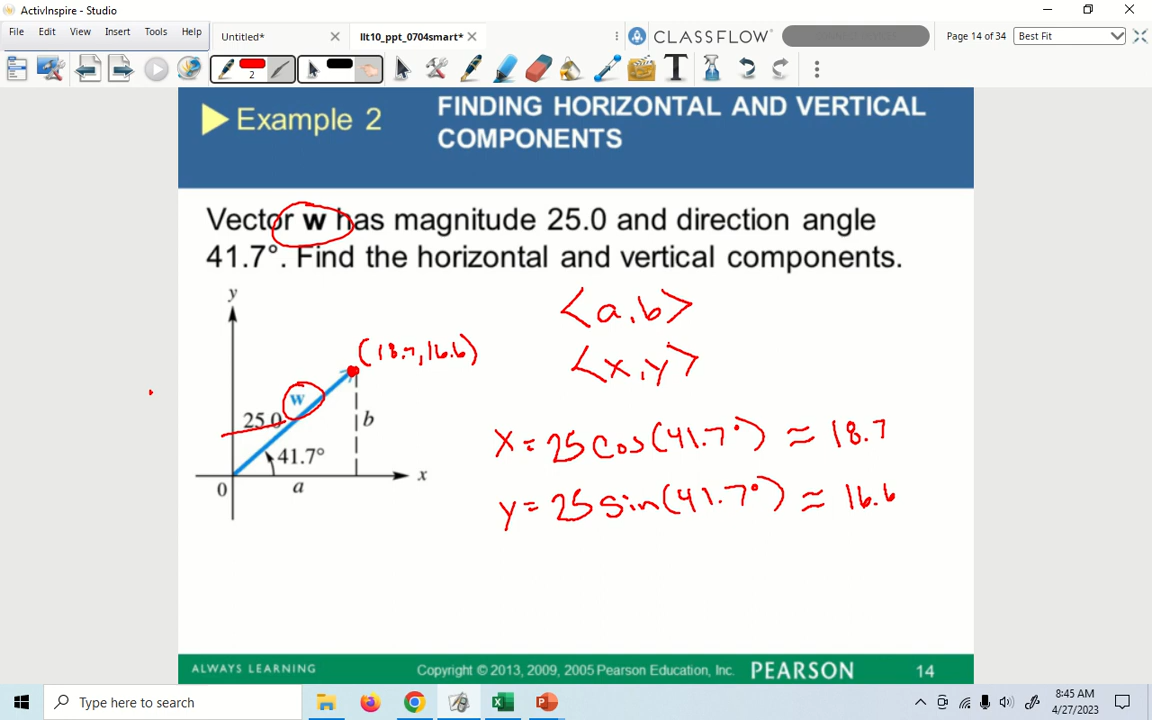 ActivInspire - Studio
File Edit View Insert Tools Help
Untitled*
llt10_ppt_0704smart*
CLASSFLOW
Page 14 of 34
Best Fit
2
Example 2
FINDING HORIZONTAL AND VERTICAL
COMPONENTS
Vector w has magnitude 25.0 and direction angle
41.7°. Find the horizontal and vertical components.
y
<a,b>
(18.7,16.6)
<x,y>
w
25.0
b
x=25cos(41.7°) ≈ 18.7
41.7°
x
0
a
y=25sin(41.7°) ≈ 16.6
ALWAYS LEARNING
Copyright © 2013, 2009, 2005 Pearson Education, Inc.
PEARSON
14
Type here to search
8:45 AM
4/27/2023